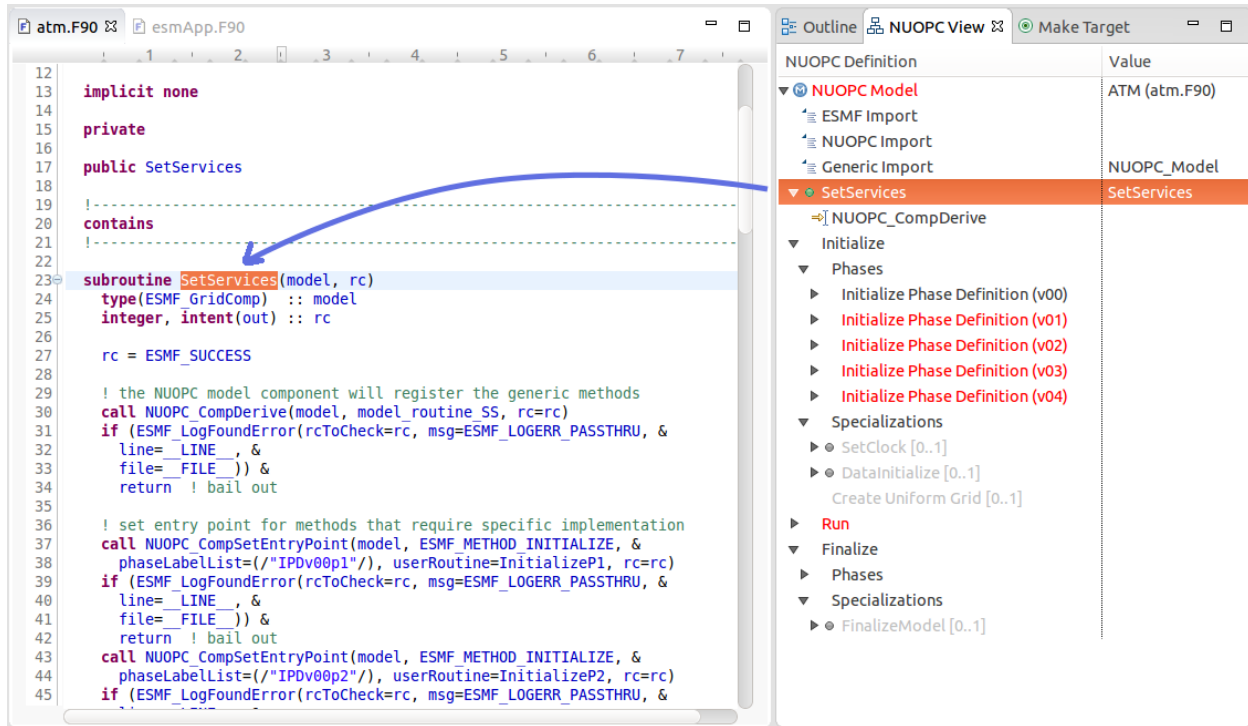 atm.F90
esmApp.F90
1 2 3 4 5 6 7
12
13 implicit none
14
15 private
16
17 public SetServices
18
19 !------------------------------------------------------------------------
20 contains
21 !------------------------------------------------------------------------
22
23 subroutine SetServices(model, rc)
24 type(ESMF_GridComp) :: model
25 integer, intent(out) :: rc
26
27 rc = ESMF_SUCCESS
28
29 ! the NUOPC model component will register the generic methods
30 call NUOPC_CompDerive(model, model_routine_SS, rc=rc)
31 if (ESMF_LogFoundError(rcToCheck=rc, msg=ESMF_LOGERR_PASSTHRU, &
32 line=__LINE__, &
33 file=__FILE__)) &
34 return ! bail out
35
36 ! set entry point for methods that require specific implementation
37 call NUOPC_CompSetEntryPoint(model, ESMF_METHOD_INITIALIZE, &
38 phaseLabelList=(/"IPDv00p1"/), userRoutine=InitializeP1, rc=rc)
39 if (ESMF_LogFoundError(rcToCheck=rc, msg=ESMF_LOGERR_PASSTHRU, &
40 line=__LINE__, &
41 file=__FILE__)) &
42 return ! bail out
43 call NUOPC_CompSetEntryPoint(model, ESMF_METHOD_INITIALIZE, &
44 phaseLabelList=(/"IPDv00p2"/), userRoutine=InitializeP2, rc=rc)
45 if (ESMF_LogFoundError(rcToCheck=rc, msg=ESMF_LOGERR_PASSTHRU, &
Outline
NUOPC View
Make Target
NUOPC Definition Value
NUOPC Model ATM (atm.F90)
ESMF Import
NUOPC Import
Generic Import NUOPC_Model
SetServices SetServices
NUOPC_CompDerive
Initialize
Phases
Initialize Phase Definition (v00)
Initialize Phase Definition (v01)
Initialize Phase Definition (v02)
Initialize Phase Definition (v03)
Initialize Phase Definition (v04)
Specializations
SetClock [0..1]
DataInitialize [0..1]
Create Uniform Grid [0..1]
Run
Finalize
Phases
Specializations
FinalizeModel [0..1]